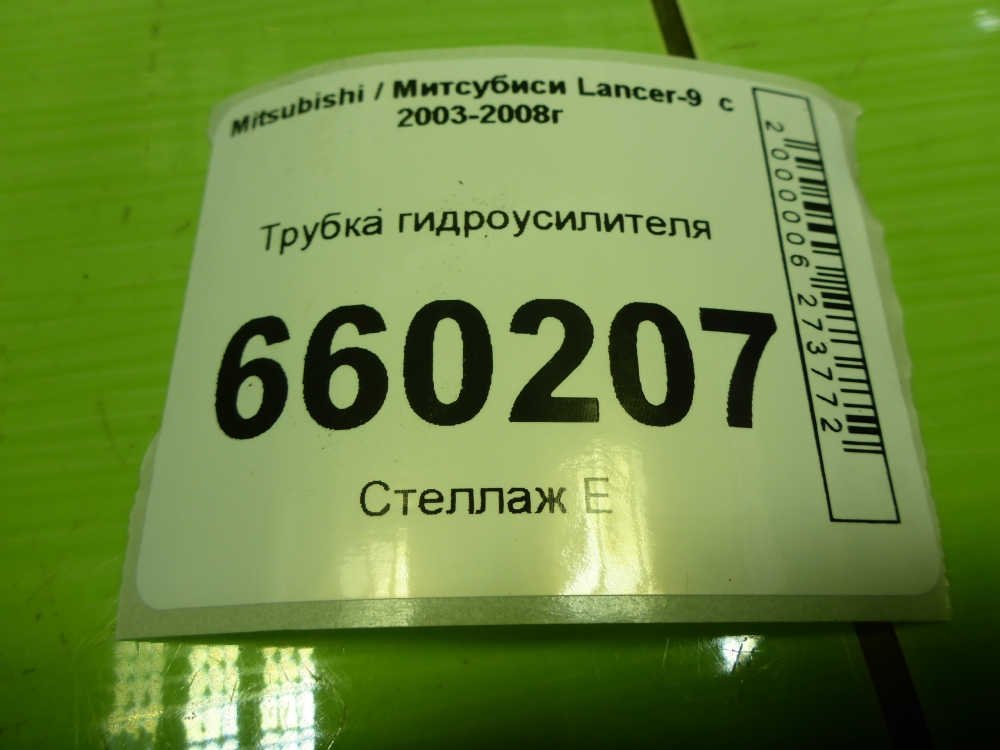 Mitsubishi / Митсубиси Lancer-9 с
2003-2008г
Трубка гидроусилителя
660207
Стеллаж Е
2000006273772